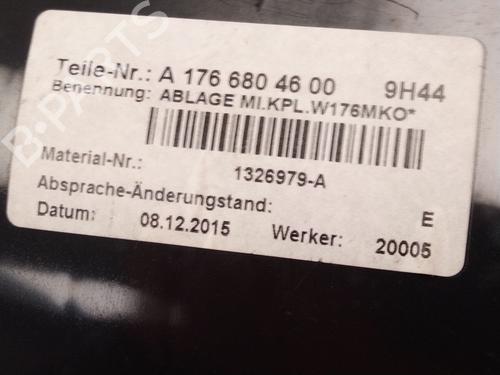 Teile-Nr.: A 176 680 46 00 9H44
Benennung: ABLAGE MI.KPL.W176MKO*
Material-Nr.: 1326979-A
Absprache-Änderungstand: E
Datum: 08.12.2015 Werker: 20005
B-PARTS